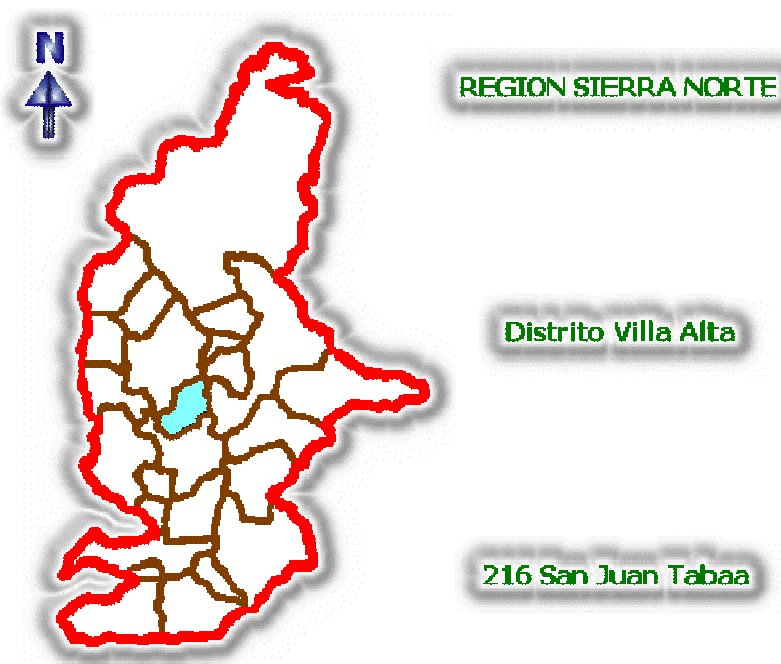 N
REGION SIERRA NORTE
Distrito Villa Alta
216 San Juan Tabaa